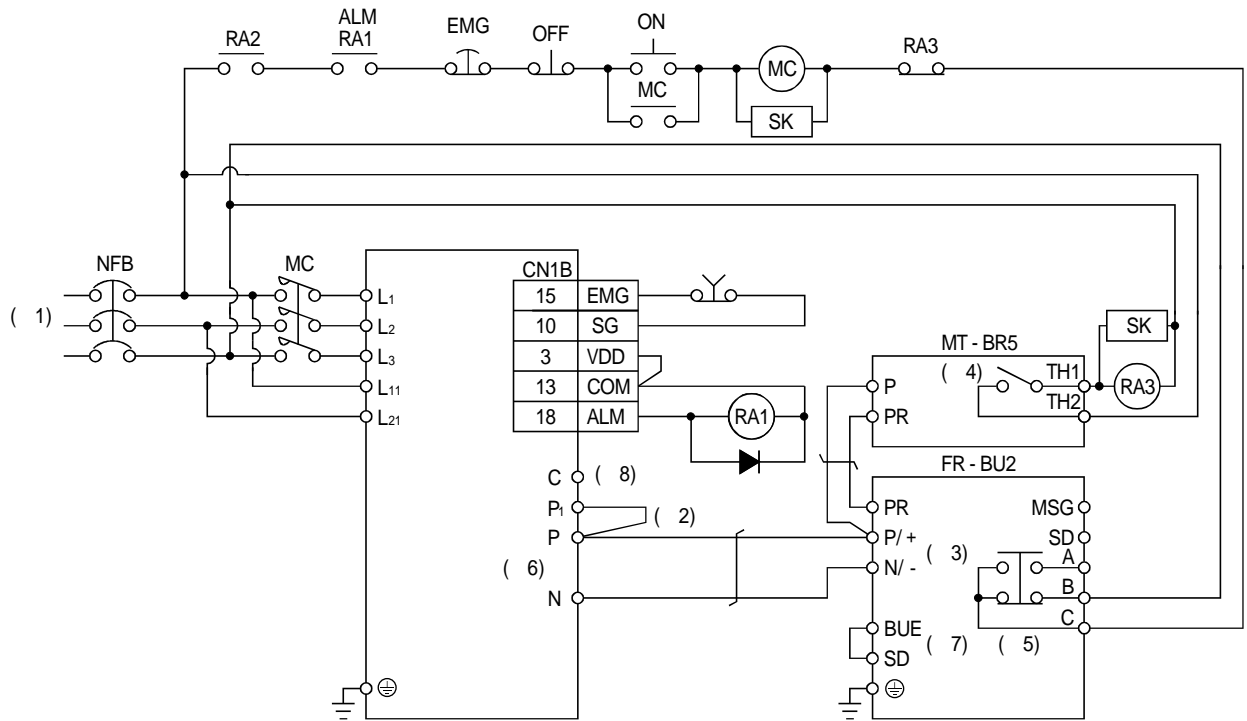 ALM
RA2 RA1 EMG OFF ON MC RA3
MC
SK
NFB MC
( 1)
L1
L2
L3
L11
L21
CN1B
15 EMG
10 SG
3 VDD
13 COM
18 ALM
RA1
C ( 8)
P1
( 2)
P
( 6)
N
SK
MT - BR5
( 4)
P TH1 RA3
PR TH2
FR - BU2
PR MSG
P/ + SD
( 3) A
N/ - B
C
BUE ( 7) ( 5)
SD